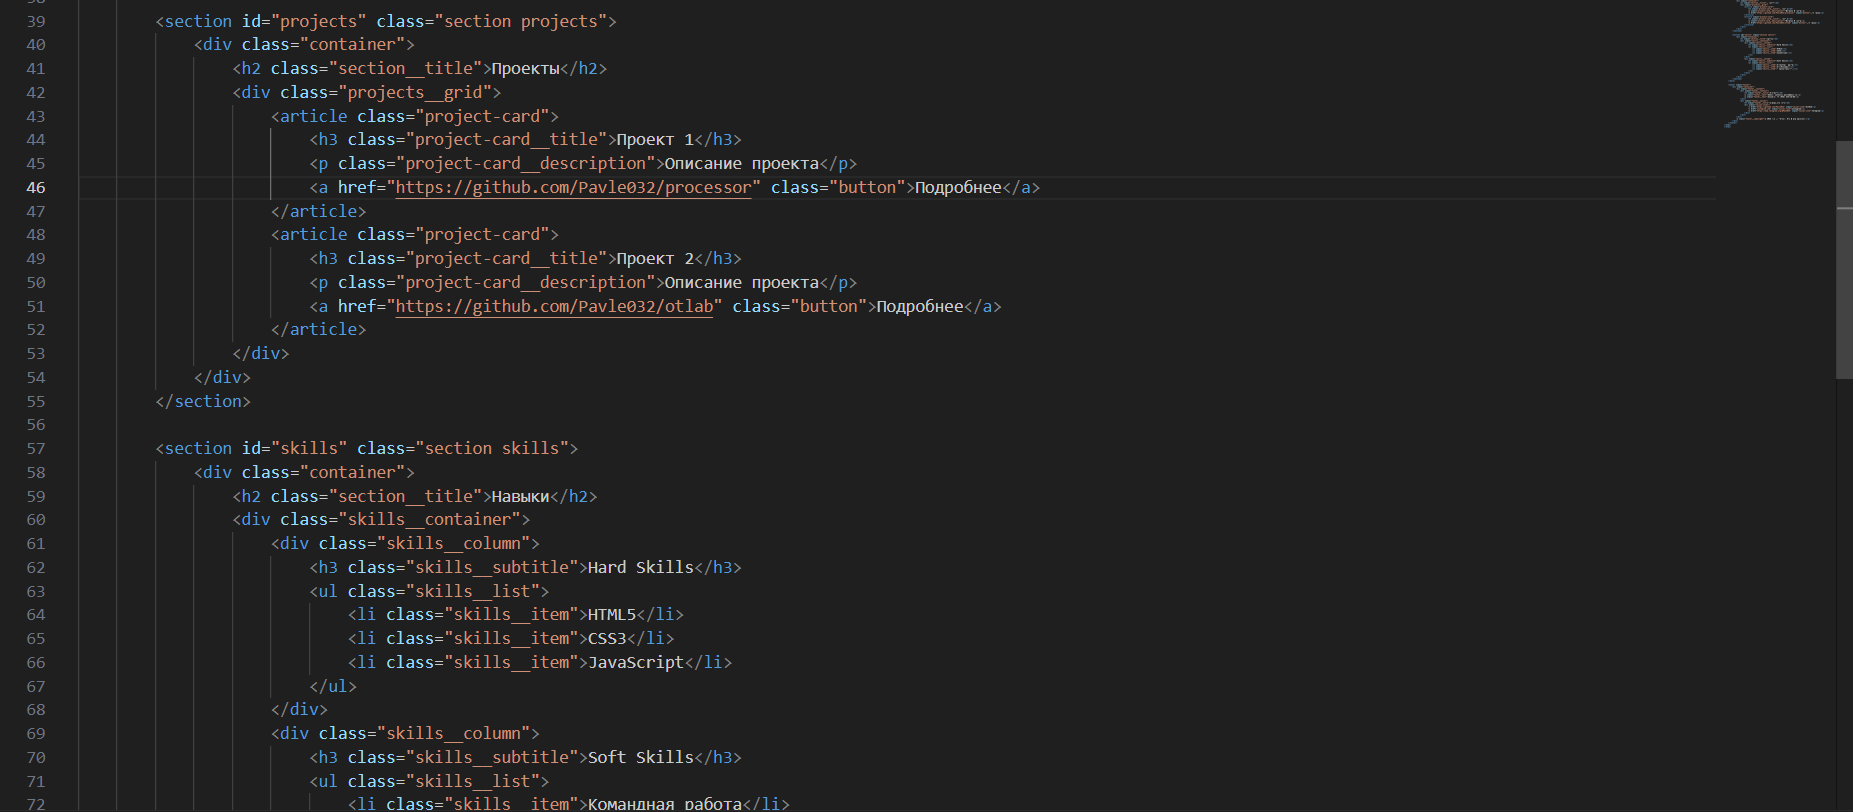 39 <section id="projects" class="section projects">
40 <div class="container">
41 <h2 class="section__title">Проекты</h2>
42 <div class="projects__grid">
43 <article class="project-card">
44 <h3 class="project-card__title">Проект 1</h3>
45 <p class="project-card__description">Описание проекта</p>
46 <a href="https://github.com/Pavle032/processor" class="button">Подробнее</a>
47 </article>
48 <article class="project-card">
49 <h3 class="project-card__title">Проект 2</h3>
50 <p class="project-card__description">Описание проекта</p>
51 <a href="https://github.com/Pavle032/otlab" class="button">Подробнее</a>
52 </article>
53 </div>
54 </div>
55 </section>
56
57 <section id="skills" class="section skills">
58 <div class="container">
59 <h2 class="section__title">Навыки</h2>
60 <div class="skills__container">
61 <div class="skills__column">
62 <h3 class="skills__subtitle">Hard Skills</h3>
63 <ul class="skills__list">
64 <li class="skills__item">HTML5</li>
65 <li class="skills__item">CSS3</li>
66 <li class="skills__item">JavaScript</li>
67 </ul>
68 </div>
69 <div class="skills__column">
70 <h3 class="skills__subtitle">Soft Skills</h3>
71 <ul class="skills__list">
72 <li class="skills__item">Командная работа</li>